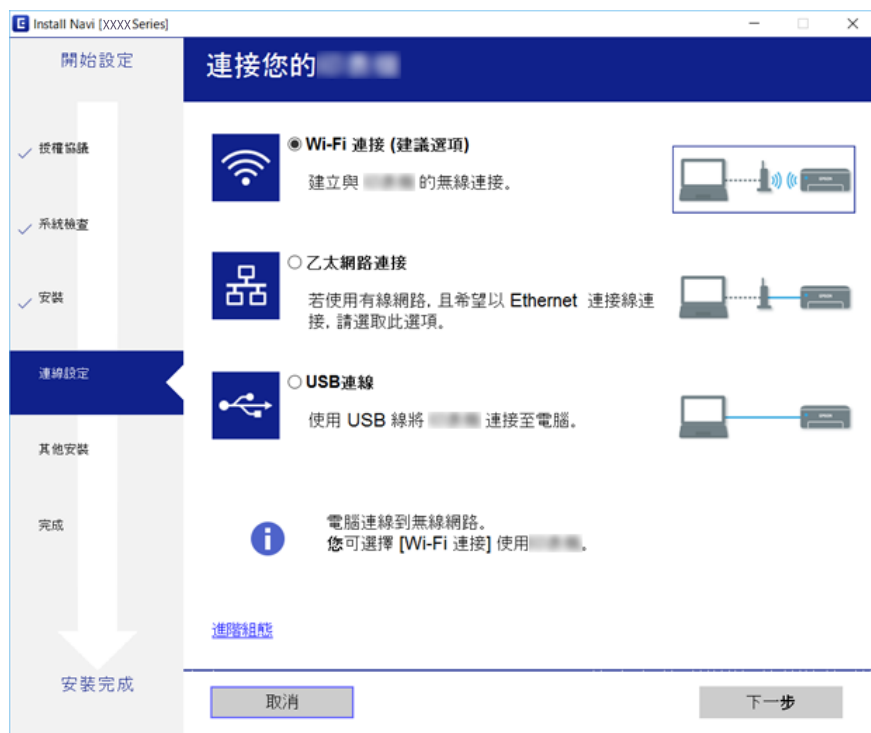 Install Navi [XXXX Series]
開始設定
授權協議
系統檢查
安裝
連線設定
其他安裝
完成
安裝完成
連接您的
Wi-Fi 連接 (建議選項)
建立與 的無線連接。
乙太網路連接
若使用有線網路, 且希望以 Ethernet 連接線連
接, 請選取此選項。
USB連線
使用 USB 線將 連接至電腦。
電腦連線到無線網路。
您可選擇 [Wi-Fi 連接] 使用 。
進階組態
取消
下一步